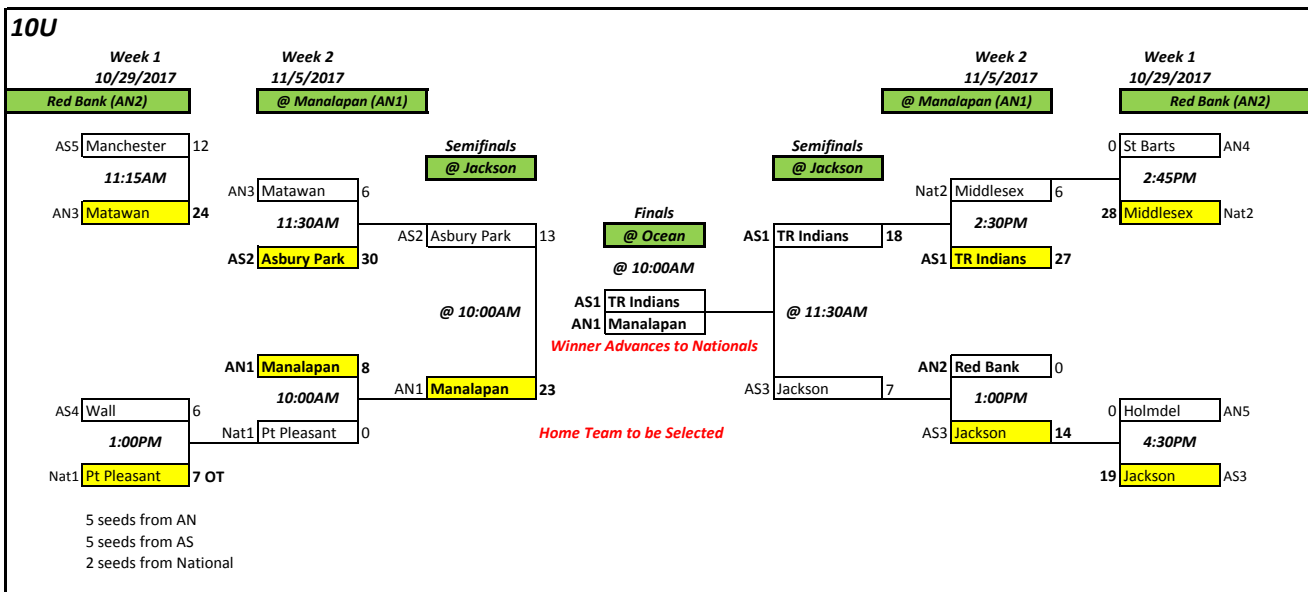 10U
Week 1 Week 2 Week 2 Week 1
10/29/2017 11/5/2017 11/5/2017 10/29/2017
Red Bank (AN2) @ Manalapan (AN1) @ Manalapan (AN1) Red Bank (AN2)
AS5 Manchester 12 Semifinals Semifinals 0 St Barts AN4
@ Jackson @ Jackson
11:15AM 2:45PM
AN3 Matawan 6 Nat2 Middlesex 6
AN3 Matawan 24 Finals 28 Middlesex Nat2
11:30AM 2:30PM
AS2 Asbury Park 13 @ Ocean AS1 TR Indians 18
AS2 Asbury Park 30 AS1 TR Indians 27
@ 10:00AM
AS1 TR Indians
@ 10:00AM @ 11:30AM
AN1 Manalapan
Winner Advances to Nationals
AN1 Manalapan 8 AN2 Red Bank 0
10:00AM AN1 Manalapan 23 AS3 Jackson 7 1:00PM
AS4 Wall 6 0 Holmdel AN5
Nat1 Pt Pleasant 0 Home Team to be Selected AS3 Jackson 14
1:00PM 4:30PM
Nat1 Pt Pleasant 7 OT 19 Jackson AS3
5 seeds from AN
5 seeds from AS
2 seeds from National